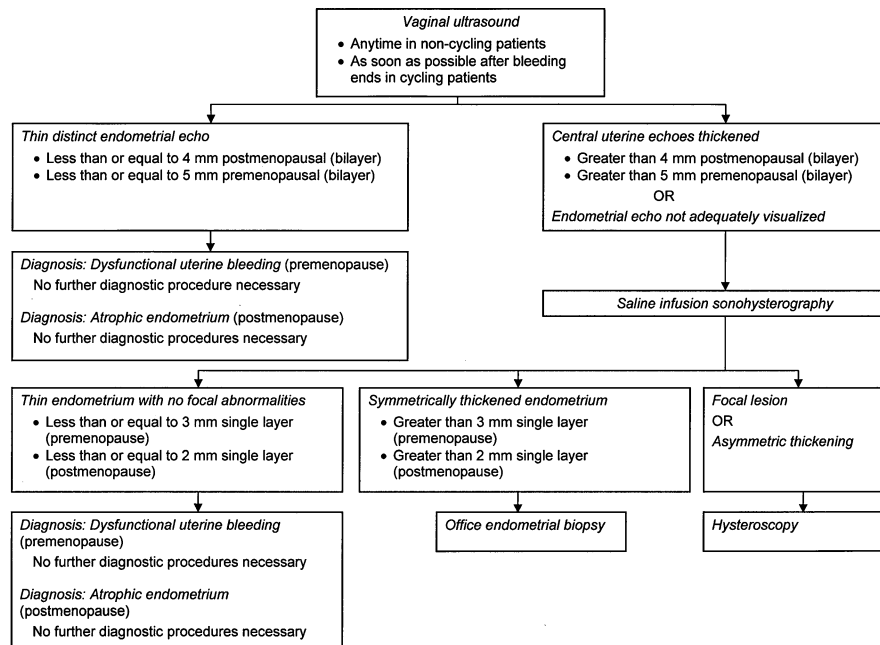 Vaginal ultrasound
• Anytime in non-cycling patients
• As soon as possible after bleeding
ends in cycling patients
Thin distinct endometrial echo
• Less than or equal to 4 mm postmenopausal (bilayer)
• Less than or equal to 5 mm premenopausal (bilayer)
Central uterine echoes thickened
• Greater than 4 mm postmenopausal (bilayer)
• Greater than 5 mm premenopausal (bilayer)
OR
Endometrial echo not adequately visualized
Diagnosis: Dysfunctional uterine bleeding (premenopause)
No further diagnostic procedure necessary
Diagnosis: Atrophic endometrium (postmenopause)
No further diagnostic procedures necessary
Saline infusion sonohysterography
Thin endometrium with no focal abnormalities
• Less than or equal to 3 mm single layer
(premenopause)
• Less than or equal to 2 mm single layer
(postmenopause)
Symmetrically thickened endometrium
• Greater than 3 mm single layer
(premenopause)
• Greater than 2 mm single layer
(postmenopause)
Focal lesion
OR
Asymmetric thickening
Diagnosis: Dysfunctional uterine bleeding
(premenopause)
No further diagnostic procedures necessary
Diagnosis: Atrophic endometrium
(postmenopause)
No further diagnostic procedures necessary
Office endometrial biopsy
Hysteroscopy